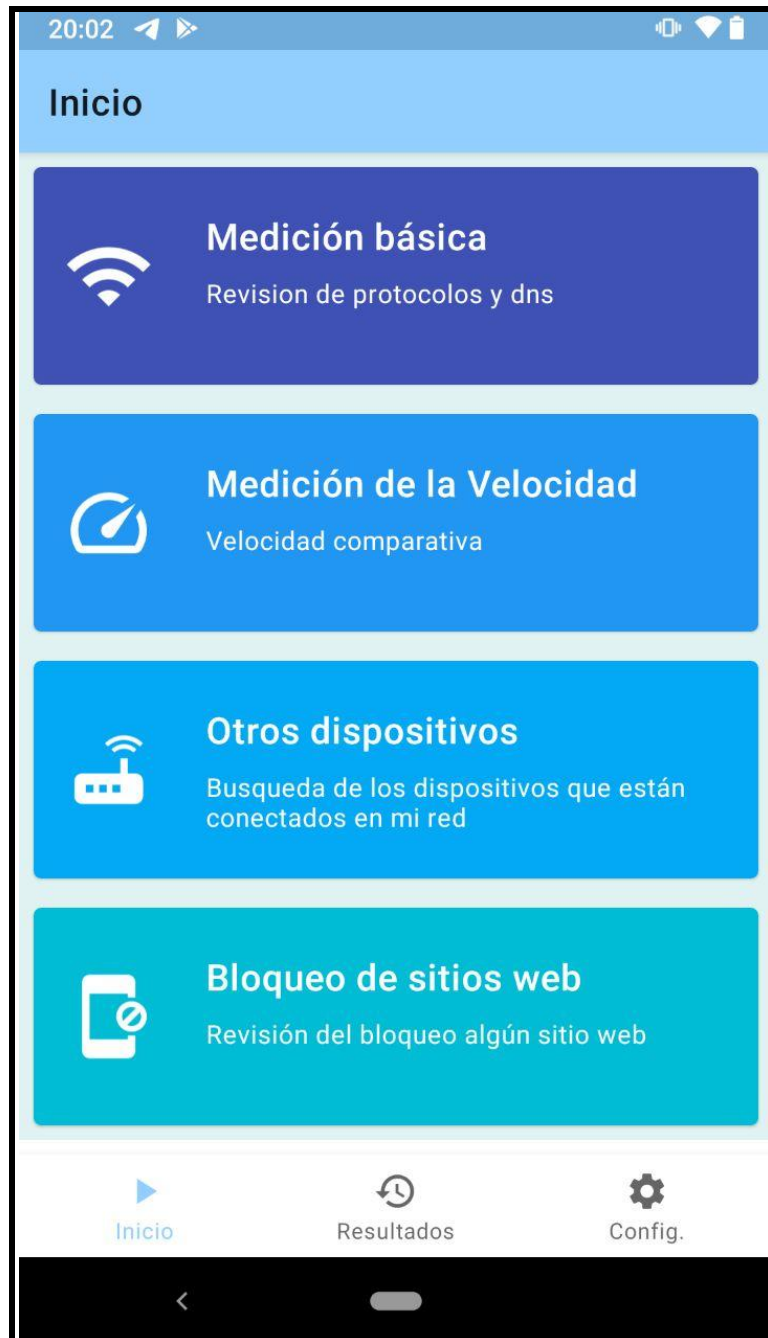 20:02
Inicio
Medición básica
Revision de protocolos y dns
Medición de la Velocidad
Velocidad comparativa
Otros dispositivos
Busqueda de los dispositivos que están
conectados en mi red
Bloqueo de sitios web
Revisión del bloqueo algún sitio web
Inicio
Resultados
Config.